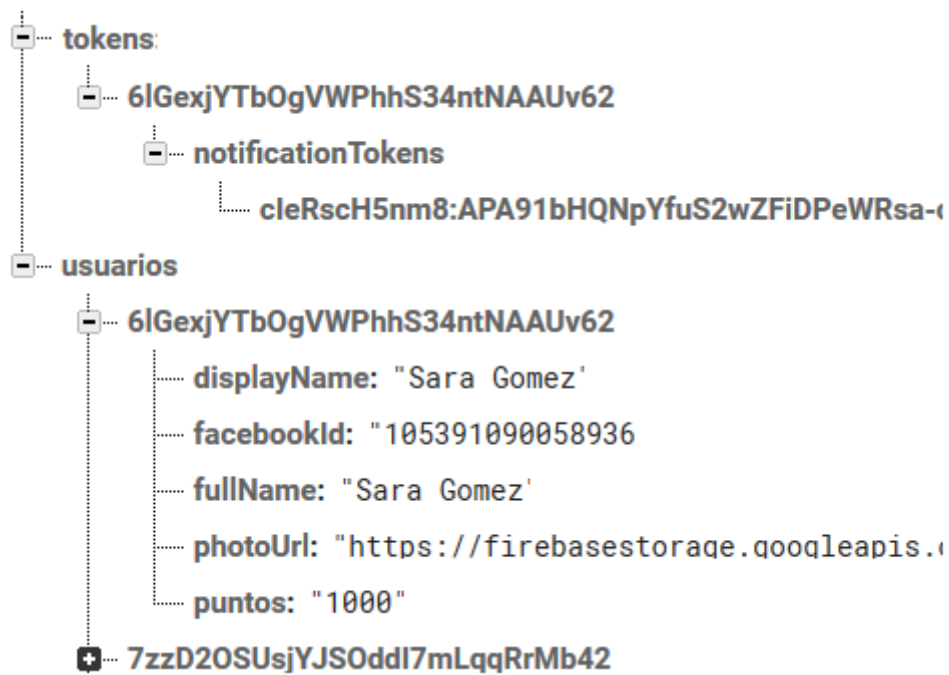 tokens:
6lGexjYTbOgVWPhhS34ntNAAUv62
notificationTokens
cleRscH5nm8:APA91bHQNpYfuS2wZFiDPeWRsa-
usuarios
6lGexjYTbOgVWPhhS34ntNAAUv62
displayName: "Sara Gomez'
facebookId: "105391090058936
fullName: "Sara Gomez'
photoUrl: "https://firebasestorage.googleapis.
puntos: "1000"
7zzD2OSUsjYJSOddI7mLqqRrMb42